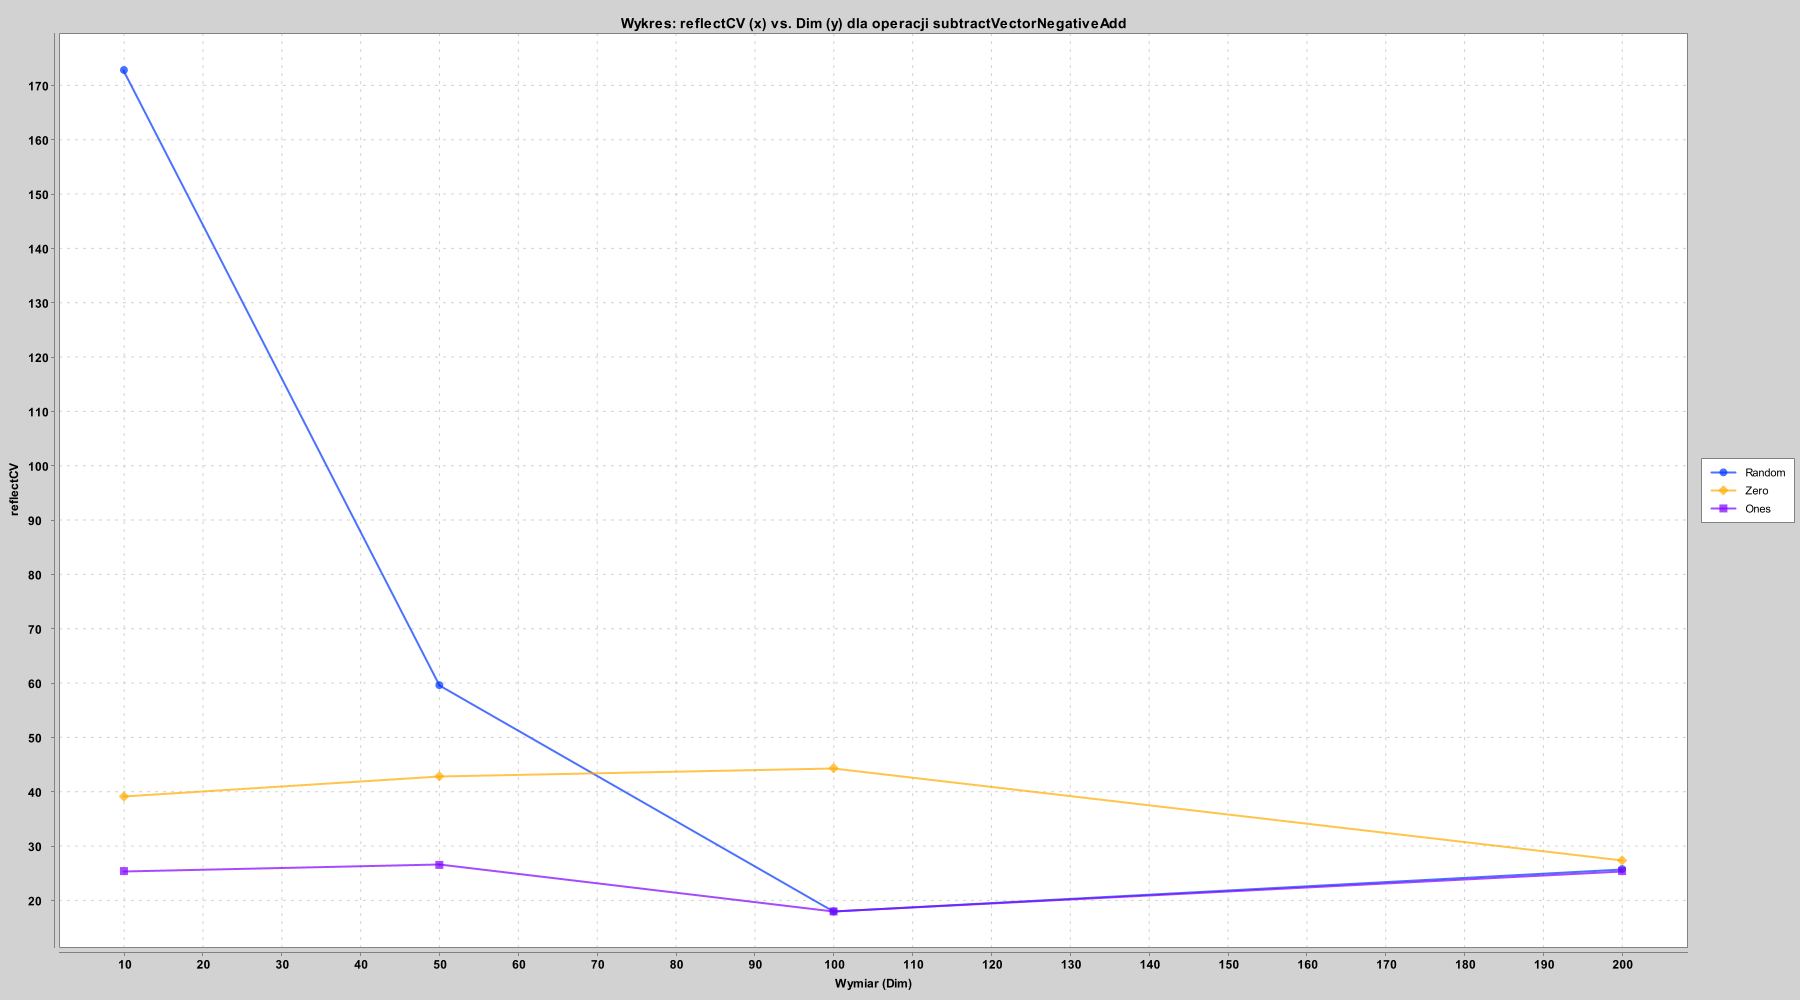 Wykres: reflectCV (x) vs. Dim (y) dla operacji subtractVectorNegativeAdd
170
160
150
140
130
120
110
100
90
80
70
60
50
40
30
20
reflectCV
10 20 30 40 50 60 70 80 90 100 110 120 130 140 150 160 170 180 190 200
Wymiar (Dim)
Random
Zero
Ones